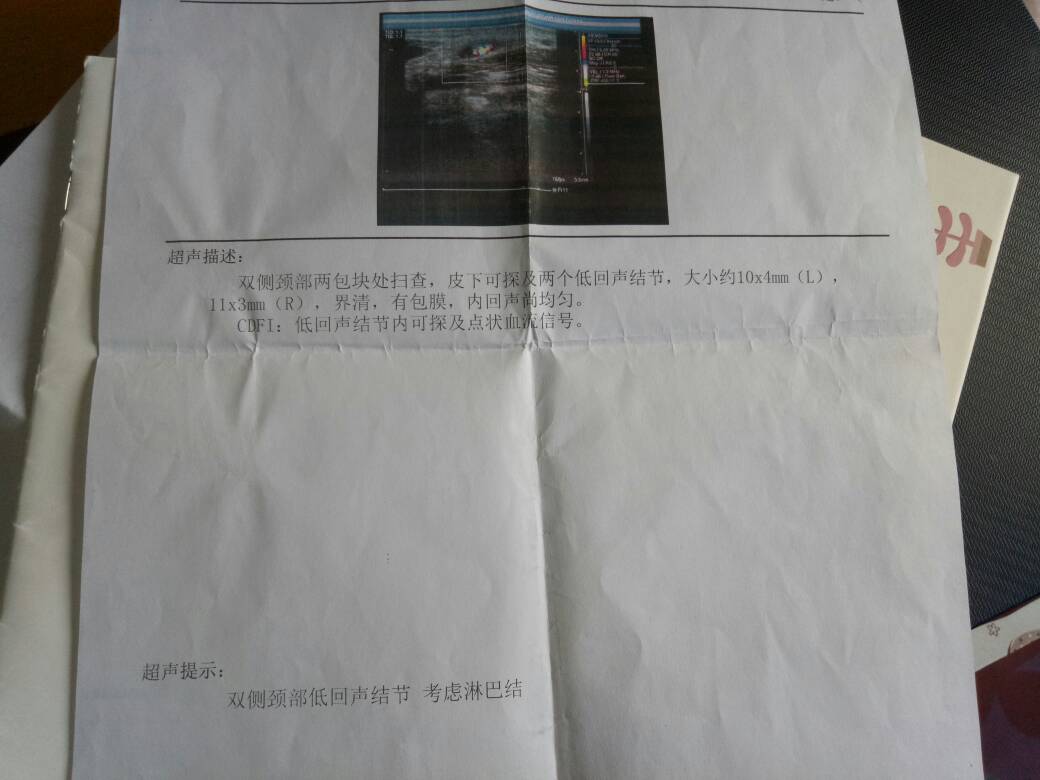 超声描述：
双侧颈部两包块处扫查，皮下可探及两个低回声结节，大小约10x4mm（L），
11x3mm（R），界清，有包膜，内回声尚均匀。
CDFI：低回声结节内可探及点状血流信号。
超声提示：
双侧颈部低回声结节 考虑淋巴结